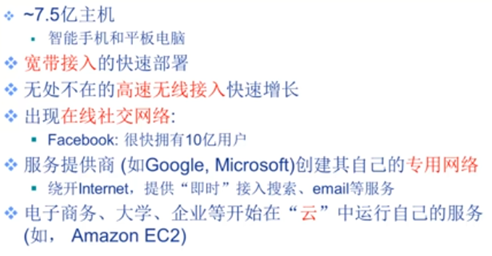 ~7.5亿主机
智能手机和平板电脑
宽带接入的快速部署
无处不在的高速无线接入快速增长
出现在线社交网络:
Facebook: 很快拥有10亿用户
服务提供商 (如Google, Microsoft)创建其自己的专用网络
绕开Internet，提供“即时”接入搜索、email等服务
电子商务、大学、企业等开始在“云”中运行自己的服务
(如， Amazon EC2)